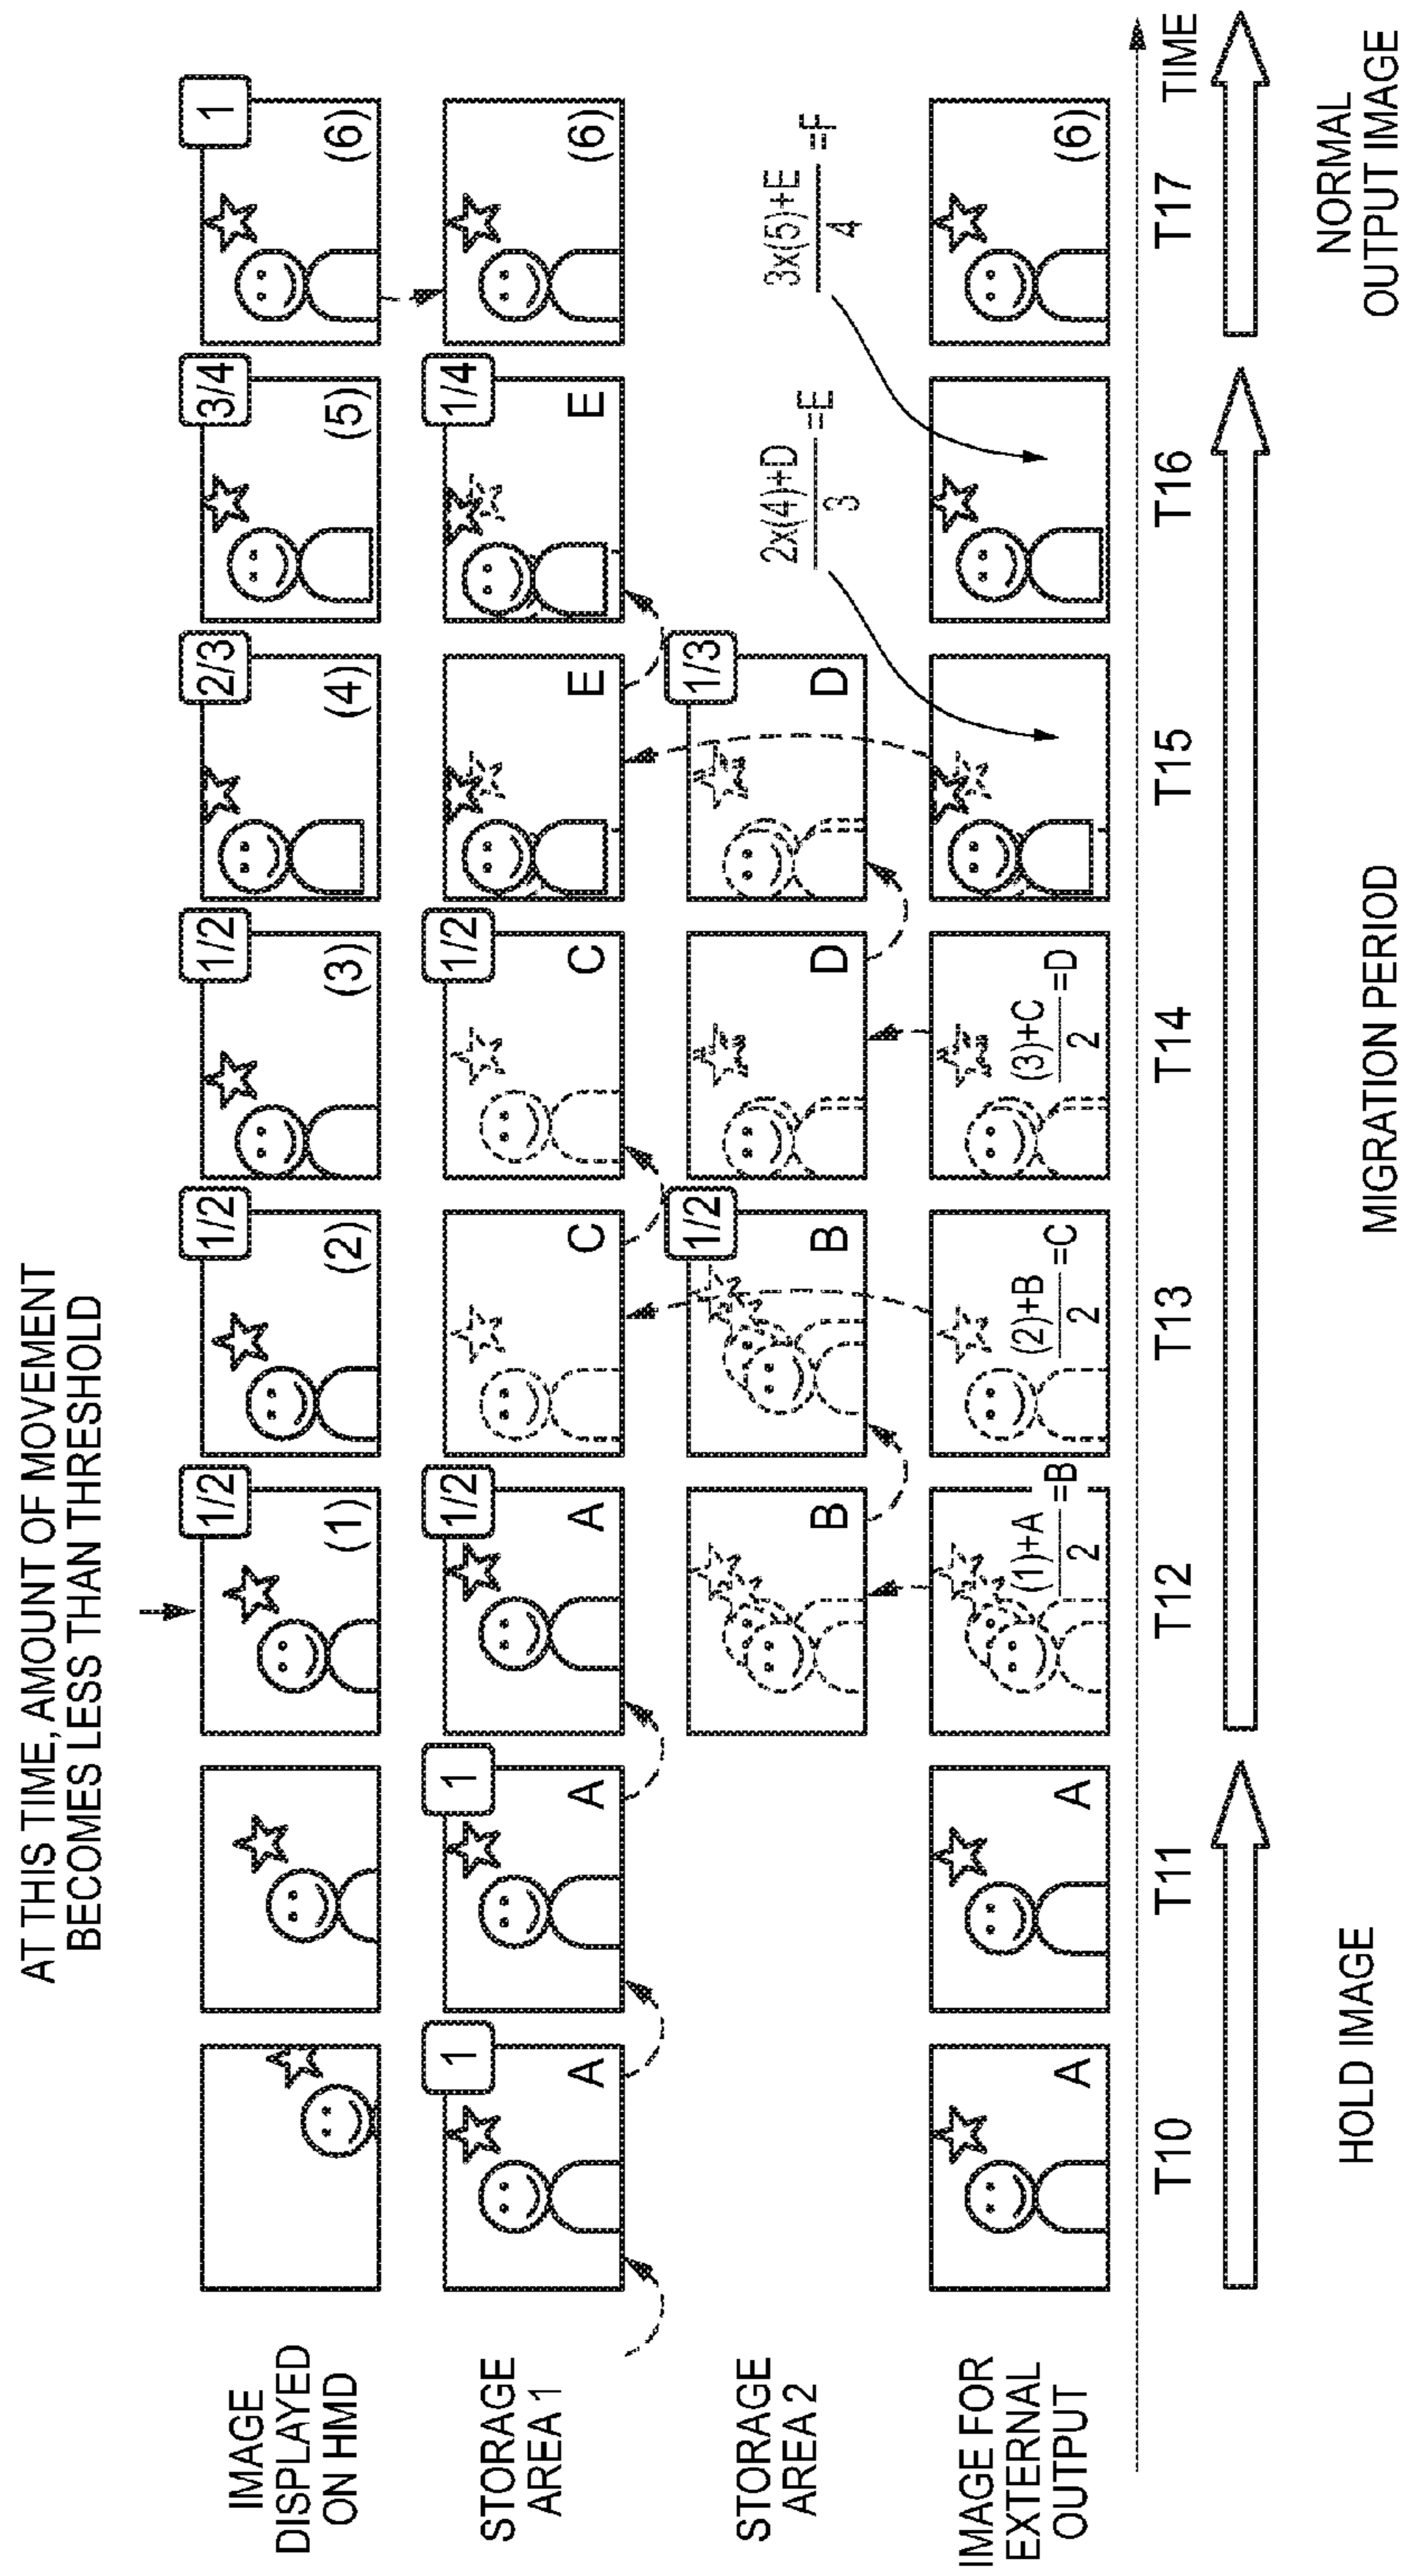 AT THIS TIME, AMOUNT OF MOVEMENT
BECOMES LESS THAN THRESHOLD
IMAGE
DISPLAYED
ON HMD
1/2
(1)
1/2
(2)
1/2
(3)
2/3
(4)
3/4
(5)
1
(6)
STORAGE
AREA 1
1
A
1
A
1/2
A
C
1/2
C
E
1/4
E
(6)
STORAGE
AREA 2
B
1/2
B
D
1/3
D
2x(4)+D
3
=E
3x(5)+E
4
=F
IMAGE FOR
EXTERNAL
OUTPUT
A
A
(1)+A
2
=B
(2)+B
2
=C
(3)+C
2
=D
(6)
T10
T11
T12
T13
T14
T15
T16
T17
TIME
HOLD IMAGE
MIGRATION PERIOD
NORMAL
OUTPUT IMAGE